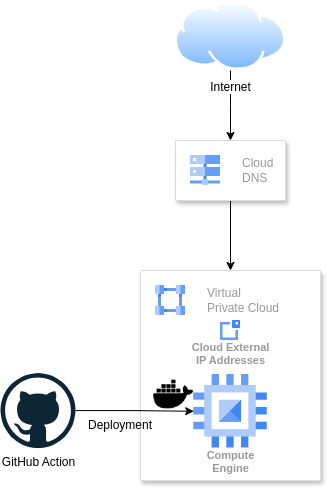 Internet
Cloud
DNS
Virtual
Private Cloud
Cloud External
IP Addresses
Deployment
GitHub Action
Compute
Engine